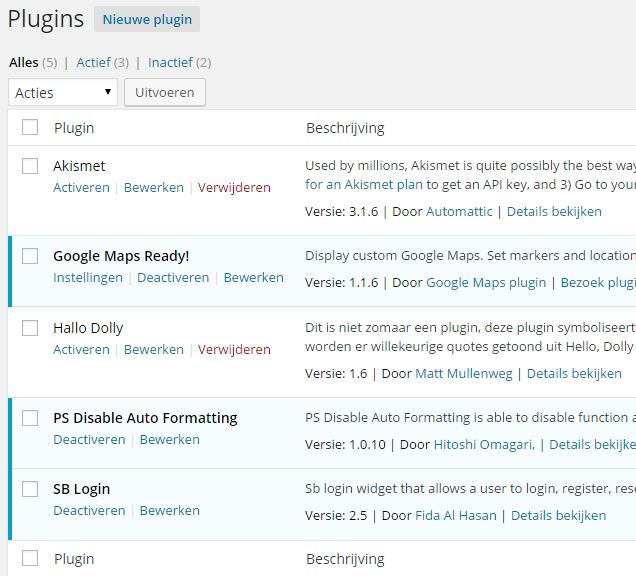 Plugins Nieuwe plugin
Alles (5) | Actief (3) | Inactief (2)
Acties Uitvoeren
Plugin Beschrijving
Akismet Used by millions, Akismet is quite possibly the best way
Activeren | Bewerken | Verwijderen for an Akismet plan to get an API key, and 3) Go to your
Versie: 3.1.6 | Door Automattic | Details bekijken
Google Maps Ready! Display custom Google Maps. Set markers and location
Instellingen | Deactiveren | Bewerken Versie: 1.1.6 | Door Google Maps plugin | Bezoek plugi
Hallo Dolly Dit is niet zomaar een plugin, deze plugin symboliseert
Activeren | Bewerken | Verwijderen worden er willekeurige quotes getoond uit Hello, Dolly
Versie: 1.6 | Door Matt Mullenweg | Details bekijken
PS Disable Auto Formatting PS Disable Auto Formatting is able to disable function a
Deactiveren | Bewerken Versie: 1.0.10 | Door Hitoshi Omagari, | Details bekijke
SB Login Sb login widget that allows a user to login, register, rese
Deactiveren | Bewerken Versie: 2.5 | Door Fida Al Hasan | Details bekijken
Plugin Beschrijving